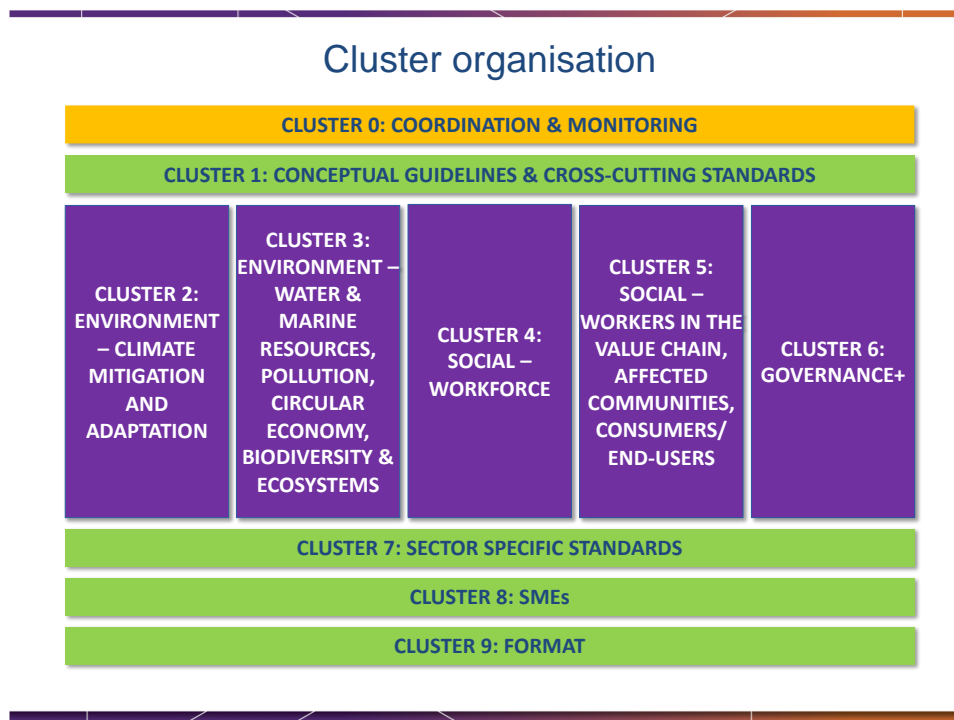 Cluster organisation
CLUSTER 0: COORDINATION & MONITORING
CLUSTER 1: CONCEPTUAL GUIDELINES & CROSS-CUTTING STANDARDS
CLUSTER 2:
ENVIRONMENT
– CLIMATE
MITIGATION
AND
ADAPTATION
CLUSTER 3:
ENVIRONMENT –
WATER &
MARINE
RESOURCES,
POLLUTION,
CIRCULAR
ECONOMY,
BIODIVERSITY &
ECOSYSTEMS
CLUSTER 4:
SOCIAL –
WORKFORCE
CLUSTER 5:
SOCIAL –
WORKERS IN THE
VALUE CHAIN,
AFFECTED
COMMUNITIES,
CONSUMERS/
END-USERS
CLUSTER 6:
GOVERNANCE+
CLUSTER 7: SECTOR SPECIFIC STANDARDS
CLUSTER 8: SMEs
CLUSTER 9: FORMAT